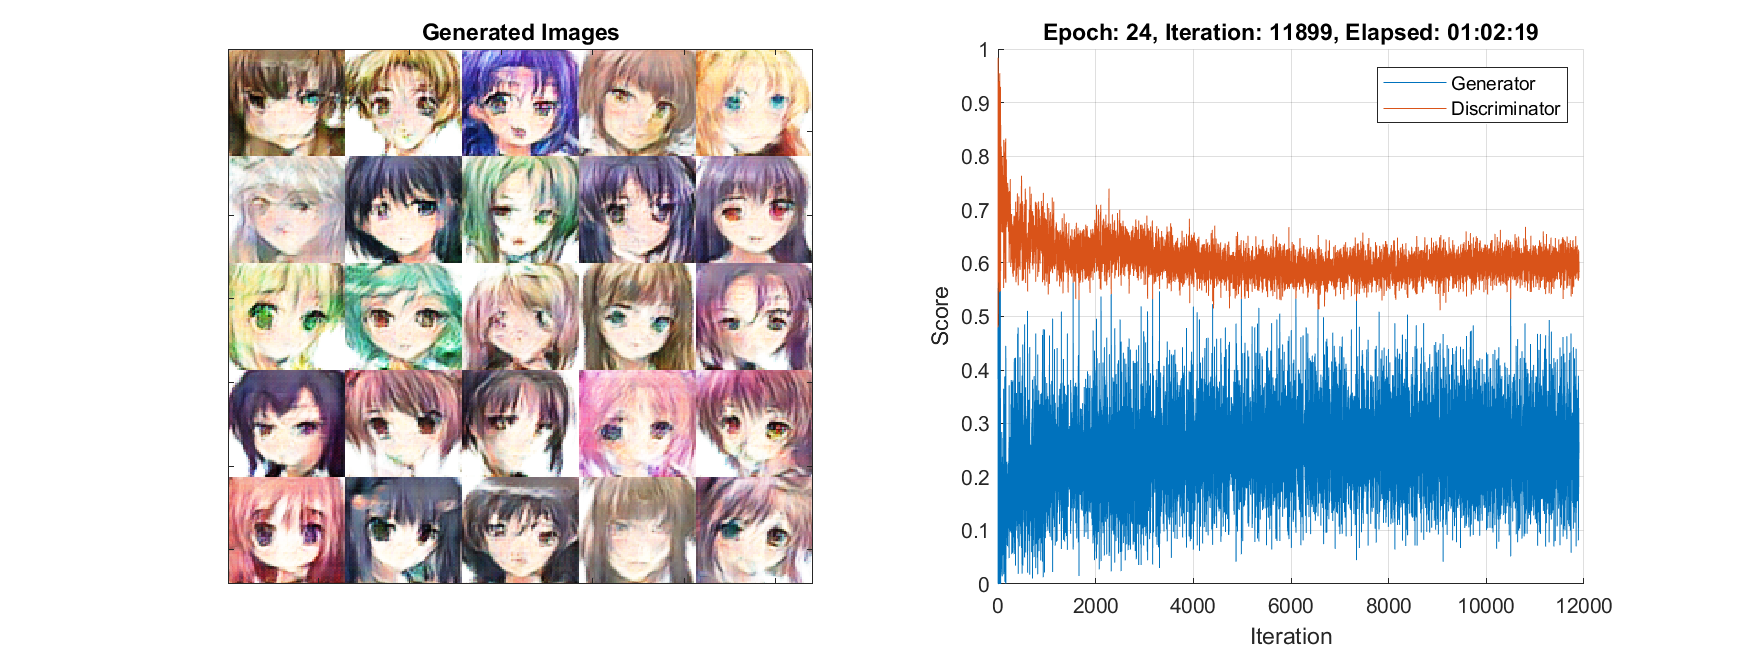 Generated Images
Epoch: 24, Iteration: 11899, Elapsed: 01:02:19
Generator
Discriminator
Score
1
0.9
0.8
0.7
0.6
0.5
0.4
0.3
0.2
0.1
0
0 2000 4000 6000 8000 10000 12000
Iteration